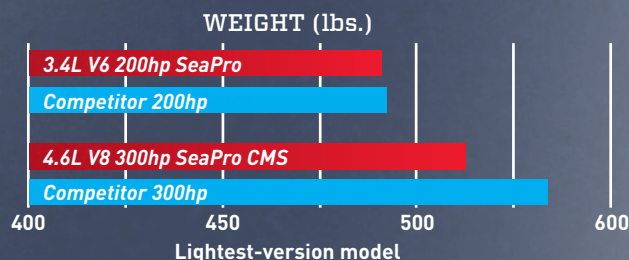 WEIGHT (lbs.)
3.4L V6 200hp SeaPro
Competitor 200hp
4.6L V8 300hp SeaPro CMS
Competitor 300hp
400 450 500 600
Lightest-version model